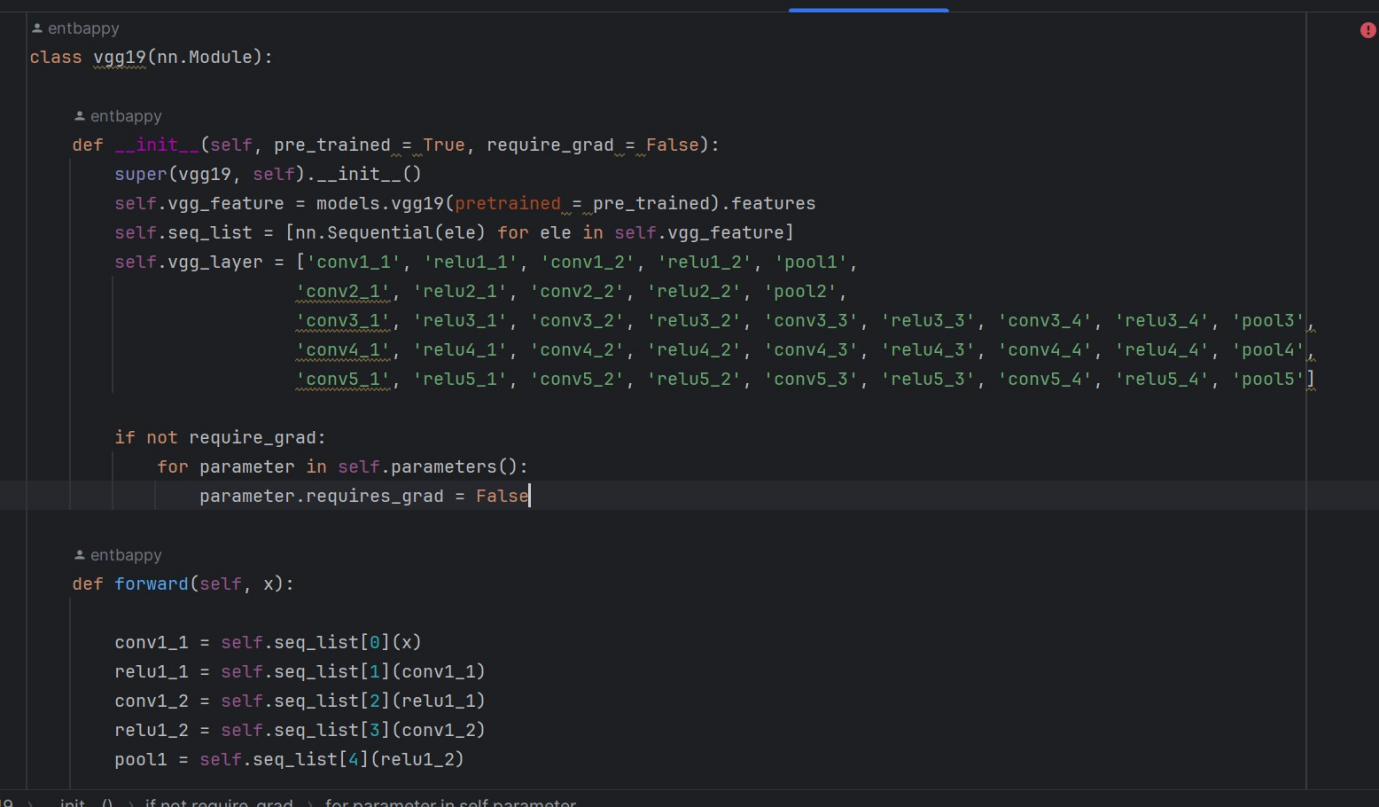 entbappy
class vgg19(nn.Module):
entbappy
def __init__(self, pre_trained = True, require_grad = False):
super(vgg19, self).__init__()
self.vgg_feature = models.vgg19(pretrained = pre_trained).features
self.seq_list = [nn.Sequential(ele) for ele in self.vgg_feature]
self.vgg_layer = ['conv1_1', 'relu1_1', 'conv1_2', 'relu1_2', 'pool1',
'conv2_1', 'relu2_1', 'conv2_2', 'relu2_2', 'pool2',
'conv3_1', 'relu3_1', 'conv3_2', 'relu3_2', 'conv3_3', 'relu3_3', 'conv3_4', 'relu3_4', 'pool3',
'conv4_1', 'relu4_1', 'conv4_2', 'relu4_2', 'conv4_3', 'relu4_3', 'conv4_4', 'relu4_4', 'pool4',
'conv5_1', 'relu5_1', 'conv5_2', 'relu5_2', 'conv5_3', 'relu5_3', 'conv5_4', 'relu5_4', 'pool5']
if not require_grad:
for parameter in self.parameters():
parameter.requires_grad = False
entbappy
def forward(self, x):
conv1_1 = self.seq_list[0](x)
relu1_1 = self.seq_list[1](conv1_1)
conv1_2 = self.seq_list[2](relu1_1)
relu1_2 = self.seq_list[3](conv1_2)
pool1 = self.seq_list[4](relu1_2)
19 › __init__() › if not require_grad › for parameter in self.parameter